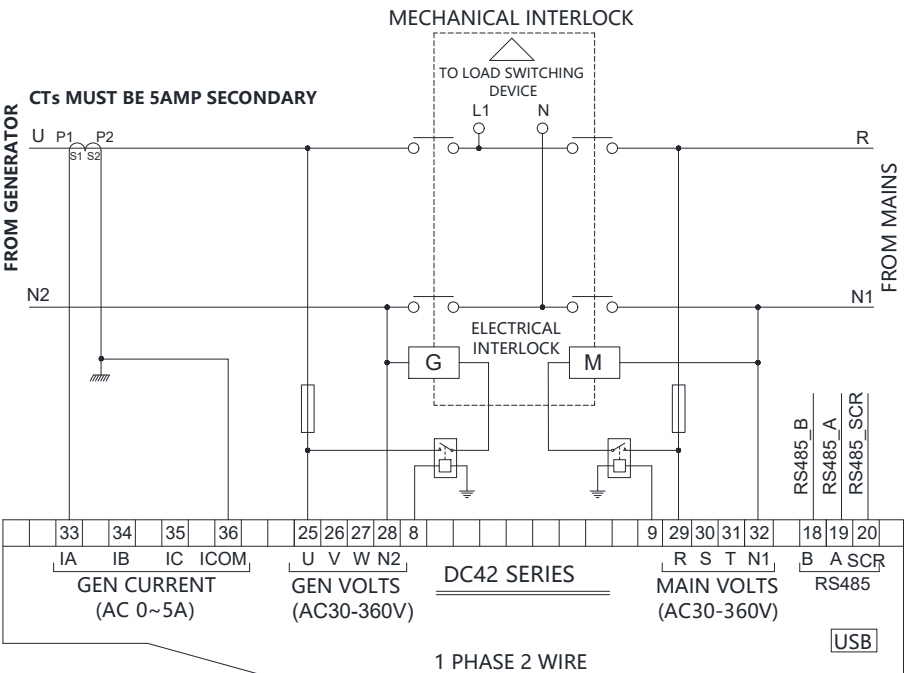 MECHANICAL INTERLOCK
TO LOAD SWITCHING
DEVICE
CTs MUST BE 5AMP SECONDARY
L1 N
FROM GENERATOR
U P1 P2
S1 S2
R
FROM MAINS
N2
N1
ELECTRICAL
INTERLOCK
G M
RS485_B
RS485_A
RS485_SCR
33 34 35 36 25 26 27 28 8 9 29 30 31 32 18 19 20
IA IB IC ICOM U V W N2 R S T N1 B A SCR
GEN CURRENT
(AC 0~5A)
GEN VOLTS
(AC30-360V)
DC42 SERIES
MAIN VOLTS
(AC30-360V)
RS485
USB
1 PHASE 2 WIRE